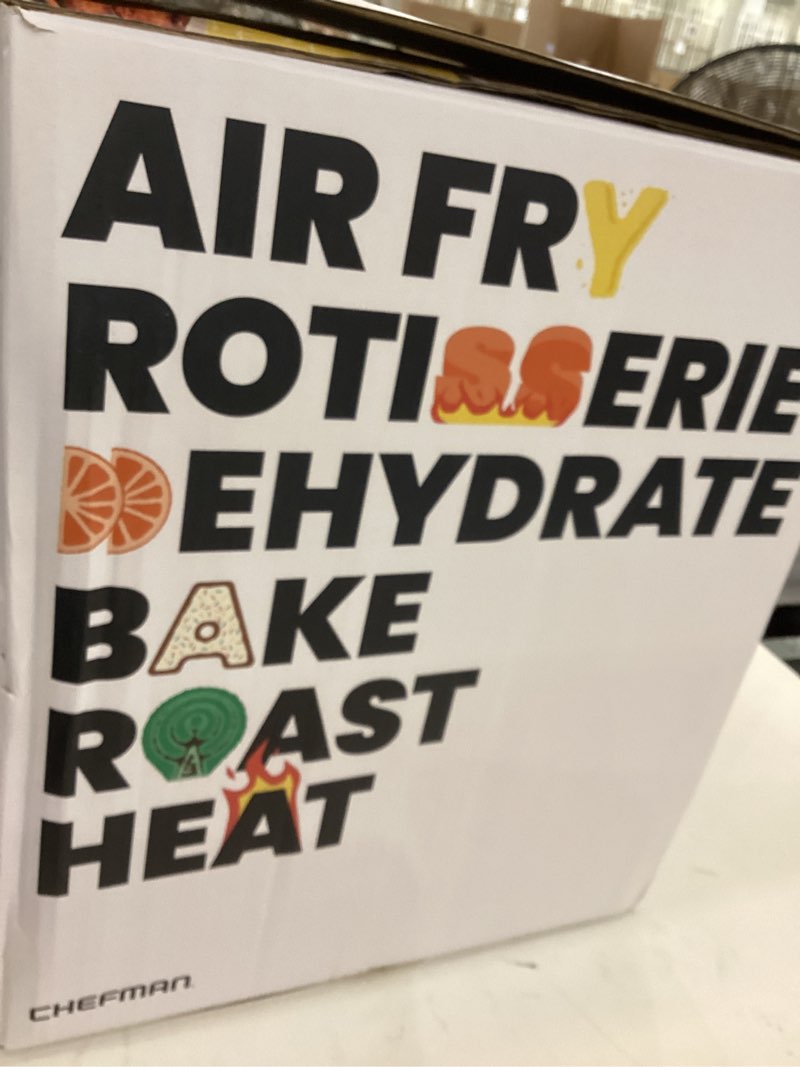 AIR FRY
ROTISSERIE
DEHYDRATE
BAKE
ROAST
HEAT
CHEFMAN